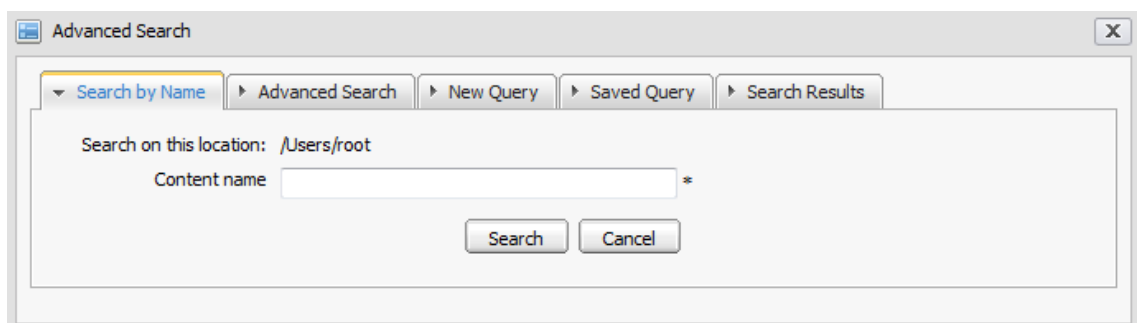 Advanced Search
Search by Name Advanced Search New Query Saved Query Search Results
Search on this location: /Users/root
Content name *
Search Cancel